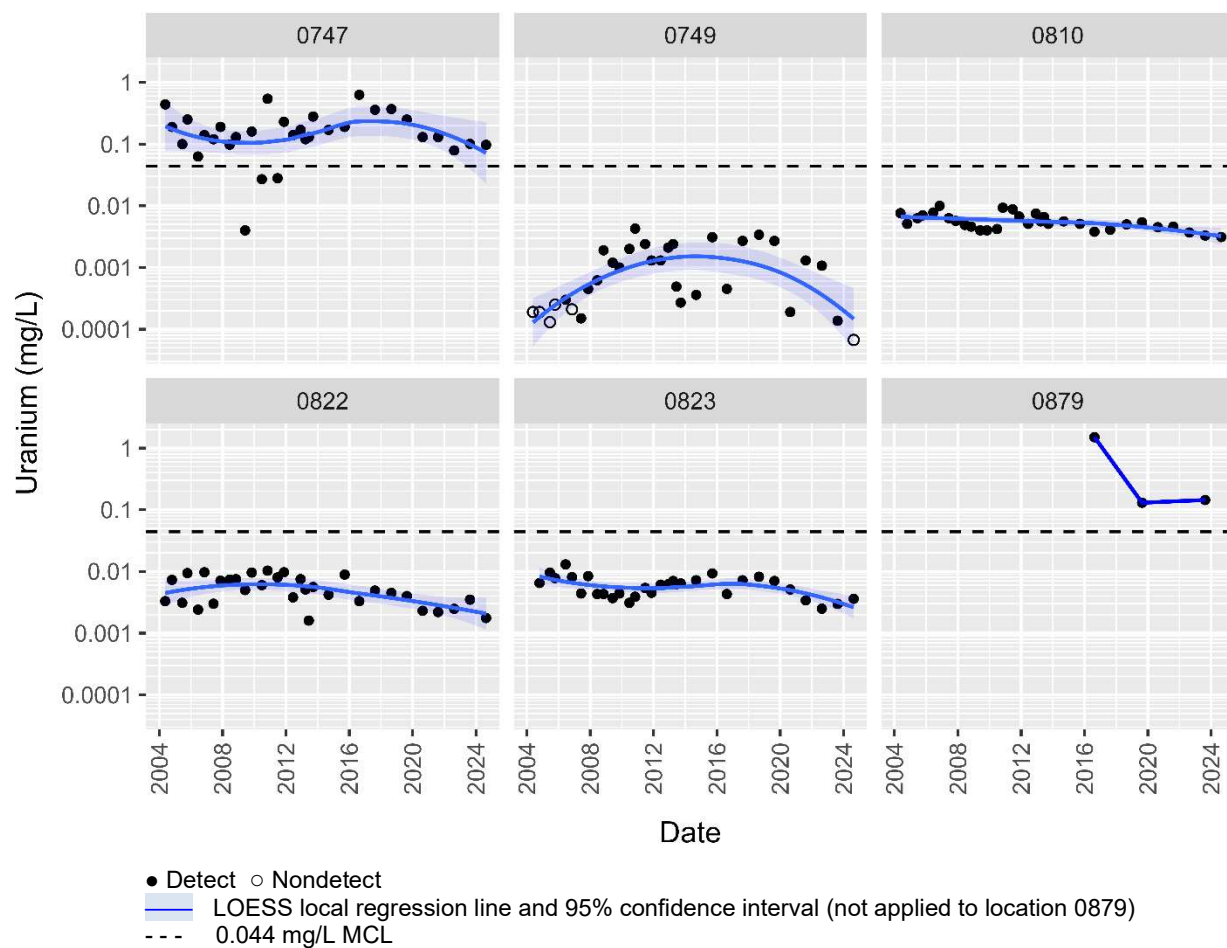 0747 0749 0810
1
0.1
0.01
0.001
0.0001
Uranium (mg/L)
0822 0823 0879
1
0.1
0.01
0.001
0.0001
2004 2008 2012 2016 2020 2024 2004 2008 2012 2016 2020 2024 2004 2008 2012 2016 2020 2024
Date
Detect Nondetect
LOESS local regression line and 95% confidence interval (not applied to location 0879)
0.044 mg/L MCL